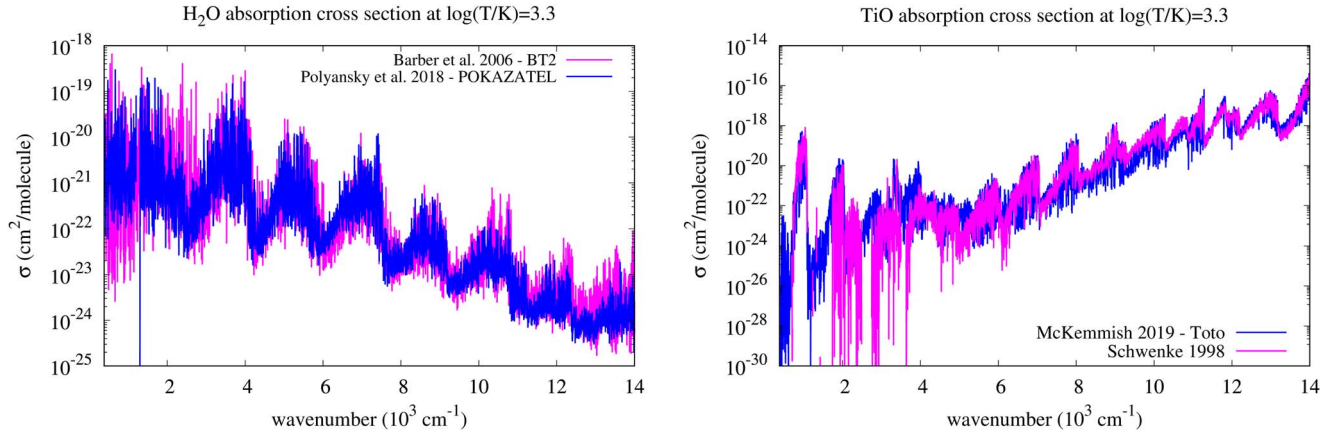 H₂O absorption cross section at log(T/K)=3.3
Barber et al. 2006 - BT2
Polyansky et al. 2018 - POKAZATEL
σ (cm²/molecule)
10⁻¹⁸
10⁻¹⁹
10⁻²⁰
10⁻²¹
10⁻²²
10⁻²³
10⁻²⁴
10⁻²⁵
2 4 6 8 10 12 14
wavenumber (10³ cm⁻¹)
TiO absorption cross section at log(T/K)=3.3
σ (cm²/molecule)
10⁻¹⁴
10⁻¹⁶
10⁻¹⁸
10⁻²⁰
10⁻²²
10⁻²⁴
10⁻²⁶
10⁻²⁸
10⁻³⁰
McKemmish 2019 - Toto
Schwenke 1998
2 4 6 8 10 12 14
wavenumber (10³ cm⁻¹)